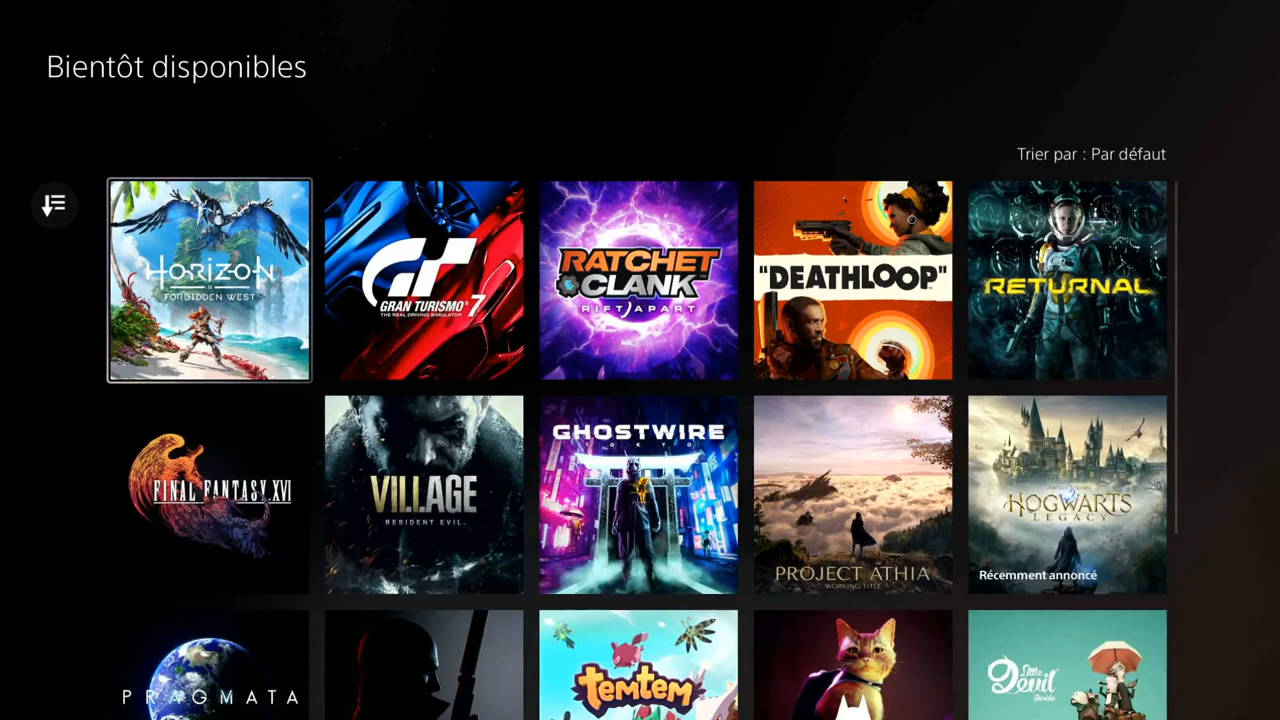 Bientôt disponibles
Trier par : Par défaut
HORIZON
FORBIDDEN WEST
GT
GRAN TURISMO 7
THE REAL DRIVING SIMULATOR
RATCHET
CLANK
RIFT APART
"DEATHLOOP"
RETURNAL
FINAL FANTASY XVI
VILLAGE
RESIDENT EVIL
GHOSTWIRE
TOKYO
PROJECT ATHIA
WORKING TITLE
HOGWARTS
LEGACY
Récemment annoncé
PRAGMATA
temtem
Little
Devil
Inside